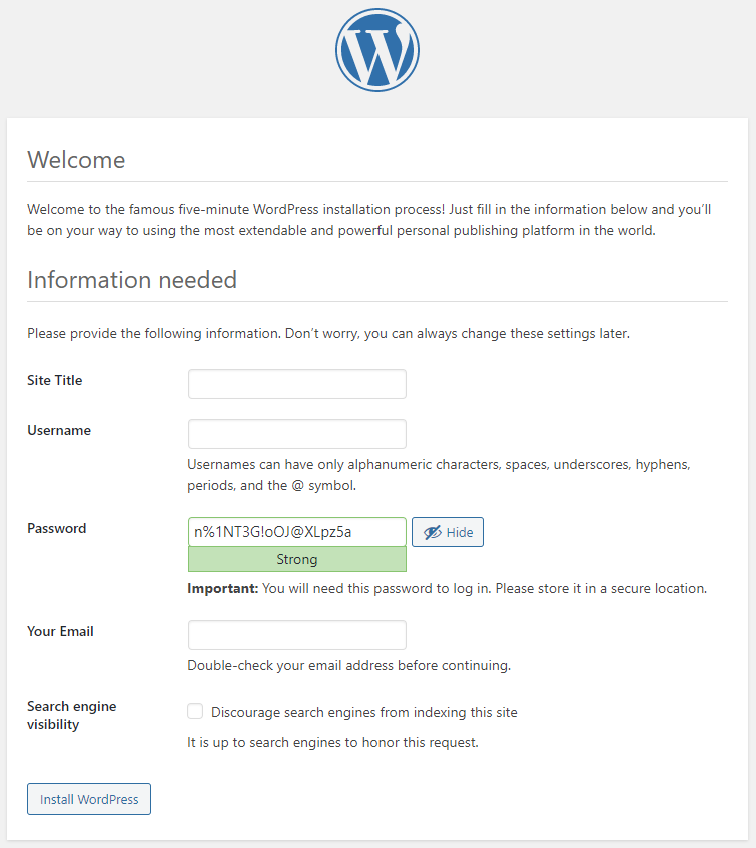 Welcome
Welcome to the famous five-minute WordPress installation process! Just fill in the information below and you’ll
be on your way to using the most extendable and powerful personal publishing platform in the world.
Information needed
Please provide the following information. Don’t worry, you can always change these settings later.
Site Title
Username
Usernames can have only alphanumeric characters, spaces, underscores, hyphens,
periods, and the @ symbol.
Password
n%1NT3G!oOJ@XLpz5a
Hide
Strong
Important: You will need this password to log in. Please store it in a secure location.
Your Email
Double-check your email address before continuing.
Search engine
visibility
Discourage search engines from indexing this site
It is up to search engines to honor this request.
Install WordPress